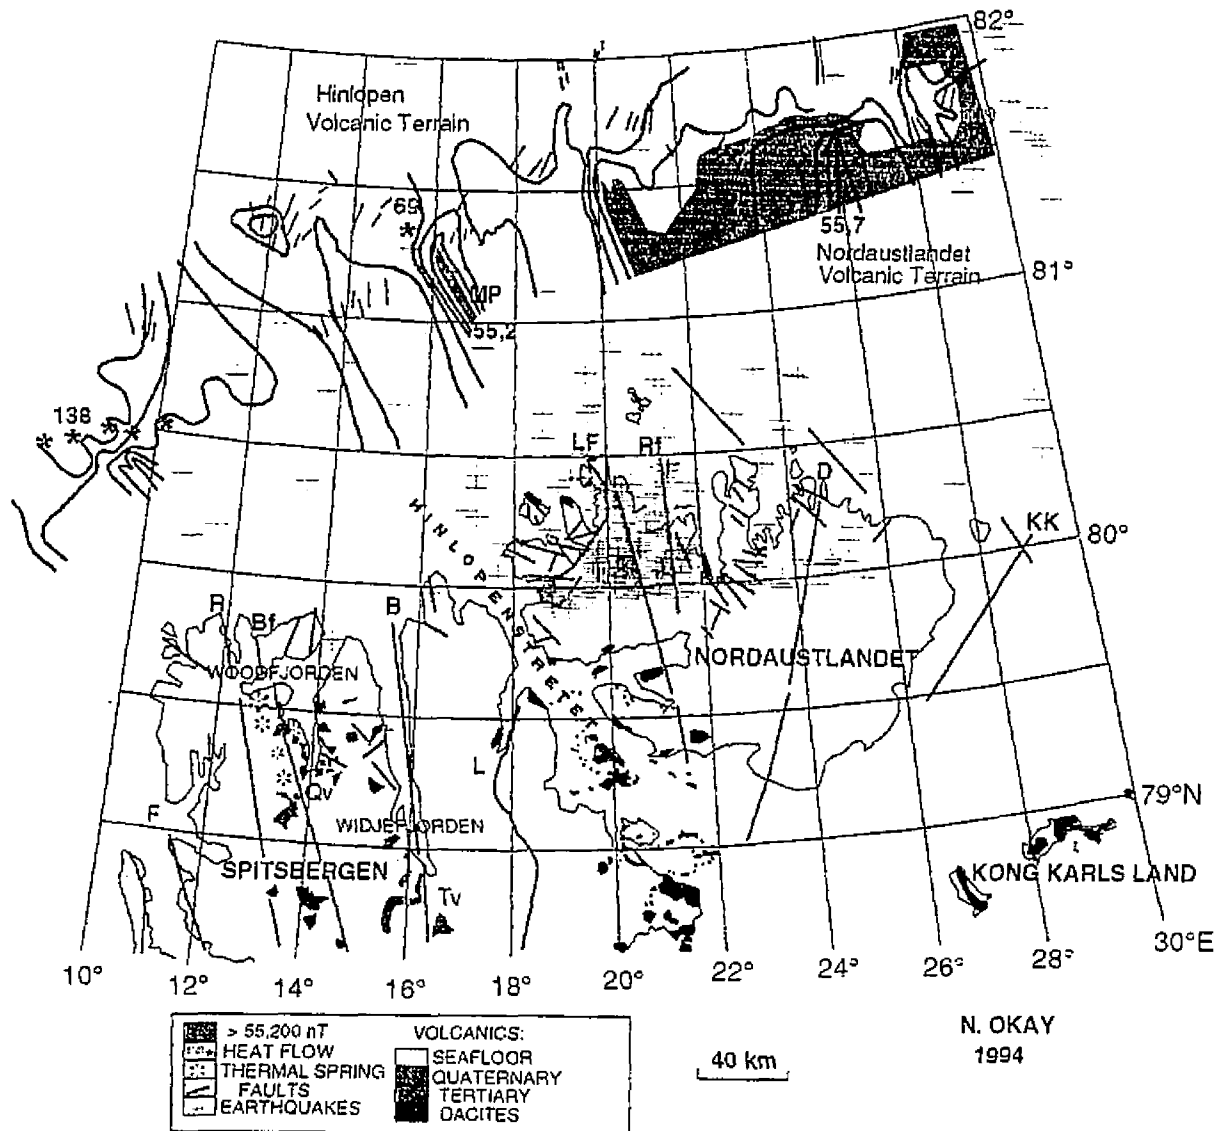 82°
Hinlopen
Volcanic Terrain
69
55,7
Nordaustlandet
Volcanic Terrain
81°
MP
55,2
138
LF
Rf
D
KK
80°
HINLOPENSTRETET
R
Bf
B
WOODFJORDEN
NORDAUSTLANDET
L
Qv
79°N
F
WIDJEFJORDEN
SPITSBERGEN
KONG KARLS LAND
Tv
10°
12°
14°
16°
18°
20°
22°
24°
26°
28°
30°E
> 55,200 nT
HEAT FLOW
THERMAL SPRING
FAULTS
EARTHQUAKES
VOLCANICS:
SEAFLOOR
QUATERNARY
TERTIARY
DACITES
40 km
N. OKAY
1994